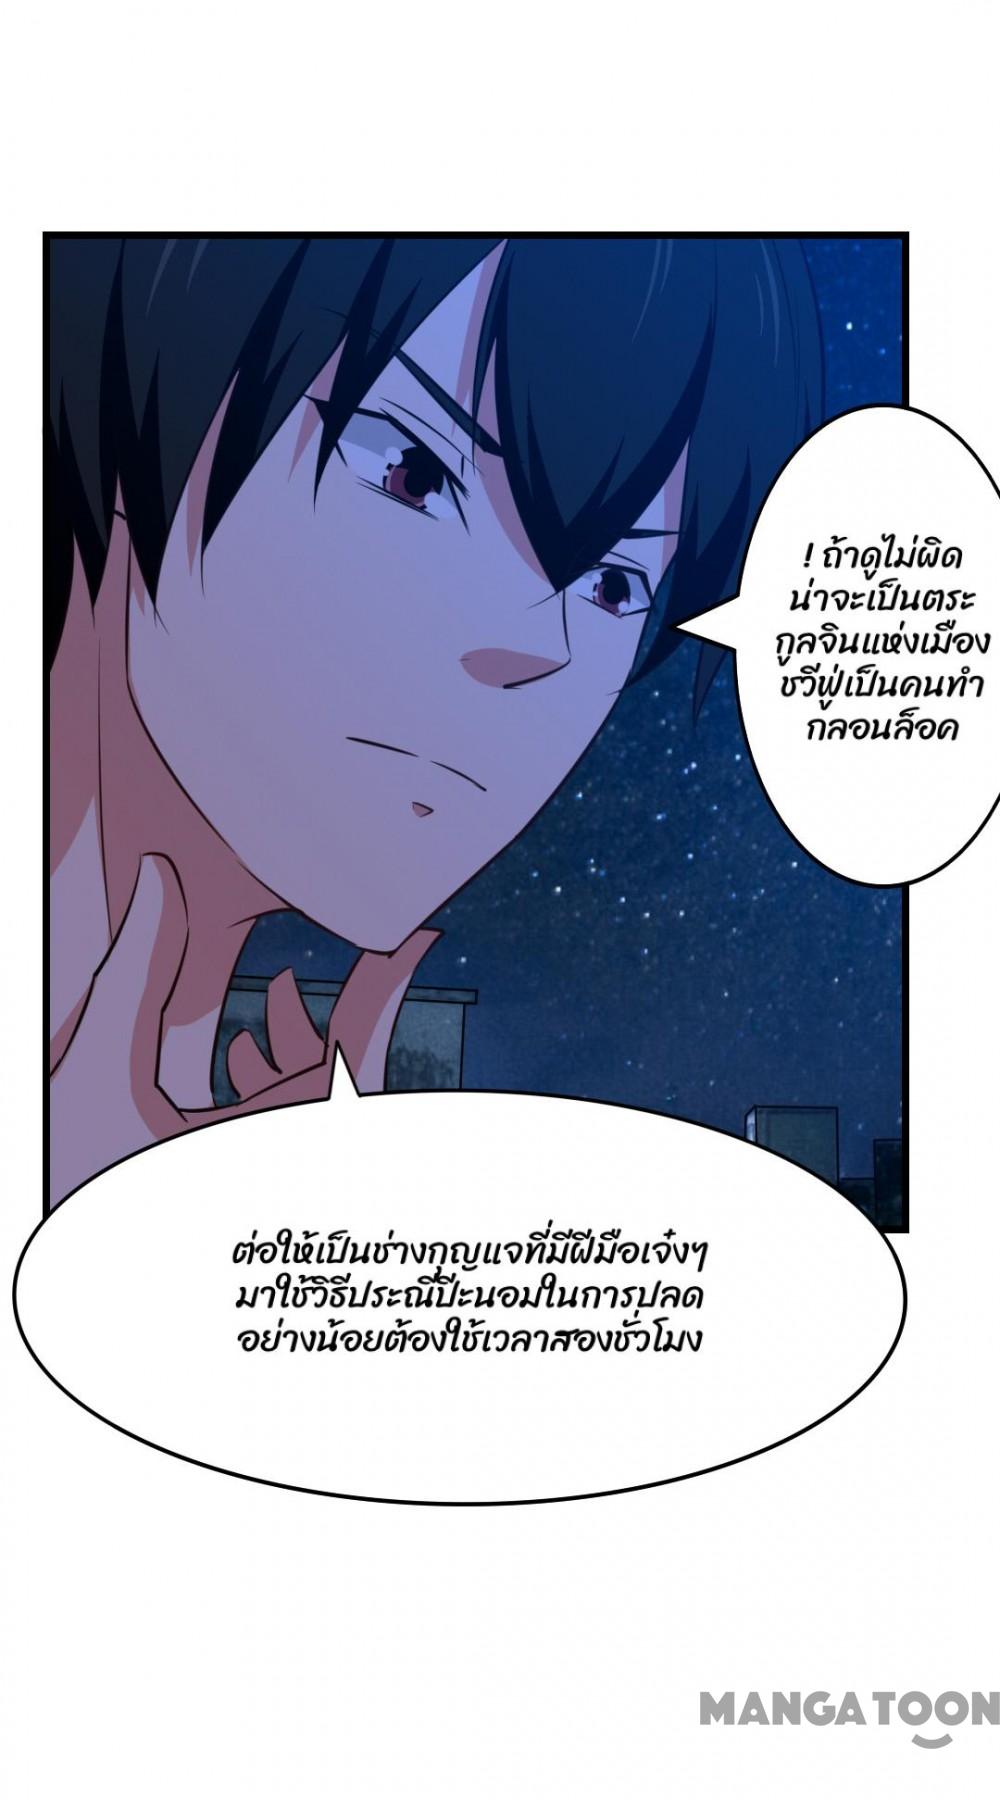 ! ถ้าดูไม่ผิด
น่าจะเป็นตระ
กูลจินแห่งเมือง
ชวีฟู่เป็นคนทำ
กลอนล็อค
ต่อให้เป็นช่างกุญแจที่มีฝีมือเจ๋งๆ
มาใช้วิธีประณีปีะนอมในการปลด
อย่างน้อยต้องใช้เวลาสองชั่วโมง
MANGATOON